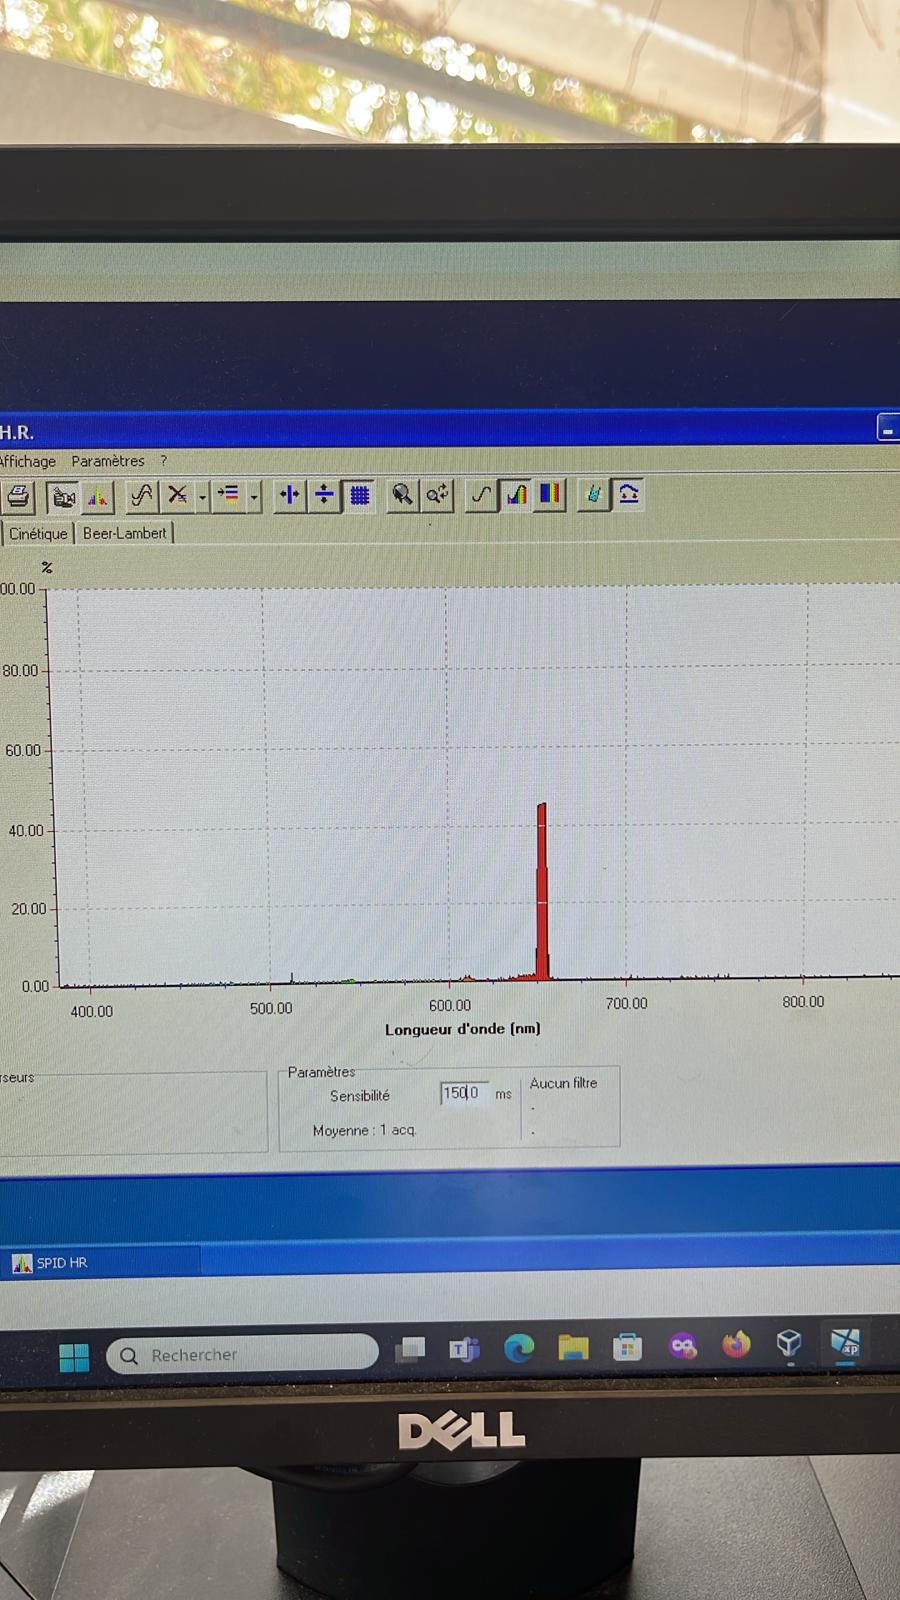 H.R.
Affichage Paramètres ?
Cinétique Beer-Lambert
%
00.00
80.00
60.00
40.00
20.00
0.00
400.00 500.00 600.00 700.00 800.00
Longueur d'onde (nm)
rseurs
Paramètres
Sensibilité 150,0 ms
Aucun filtre
-
Moyenne : 1 acq.
-
SPID HR
Rechercher
T
xp
DELL